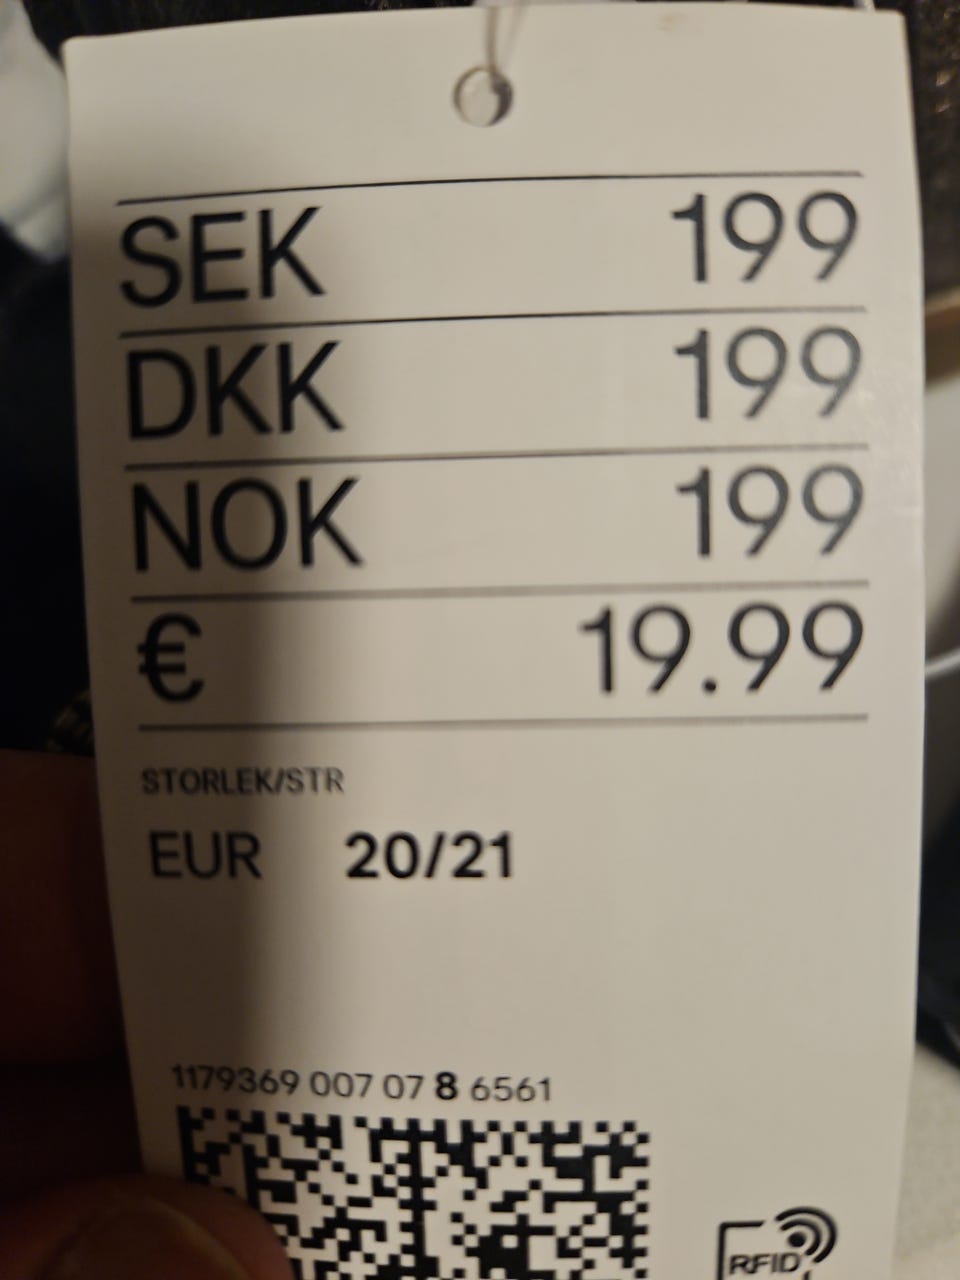 SEK 199
DKK 199
NOK 199
€ 19.99
STORLEK/STR
EUR 20/21
1179369 007 07 8 6561
RFID